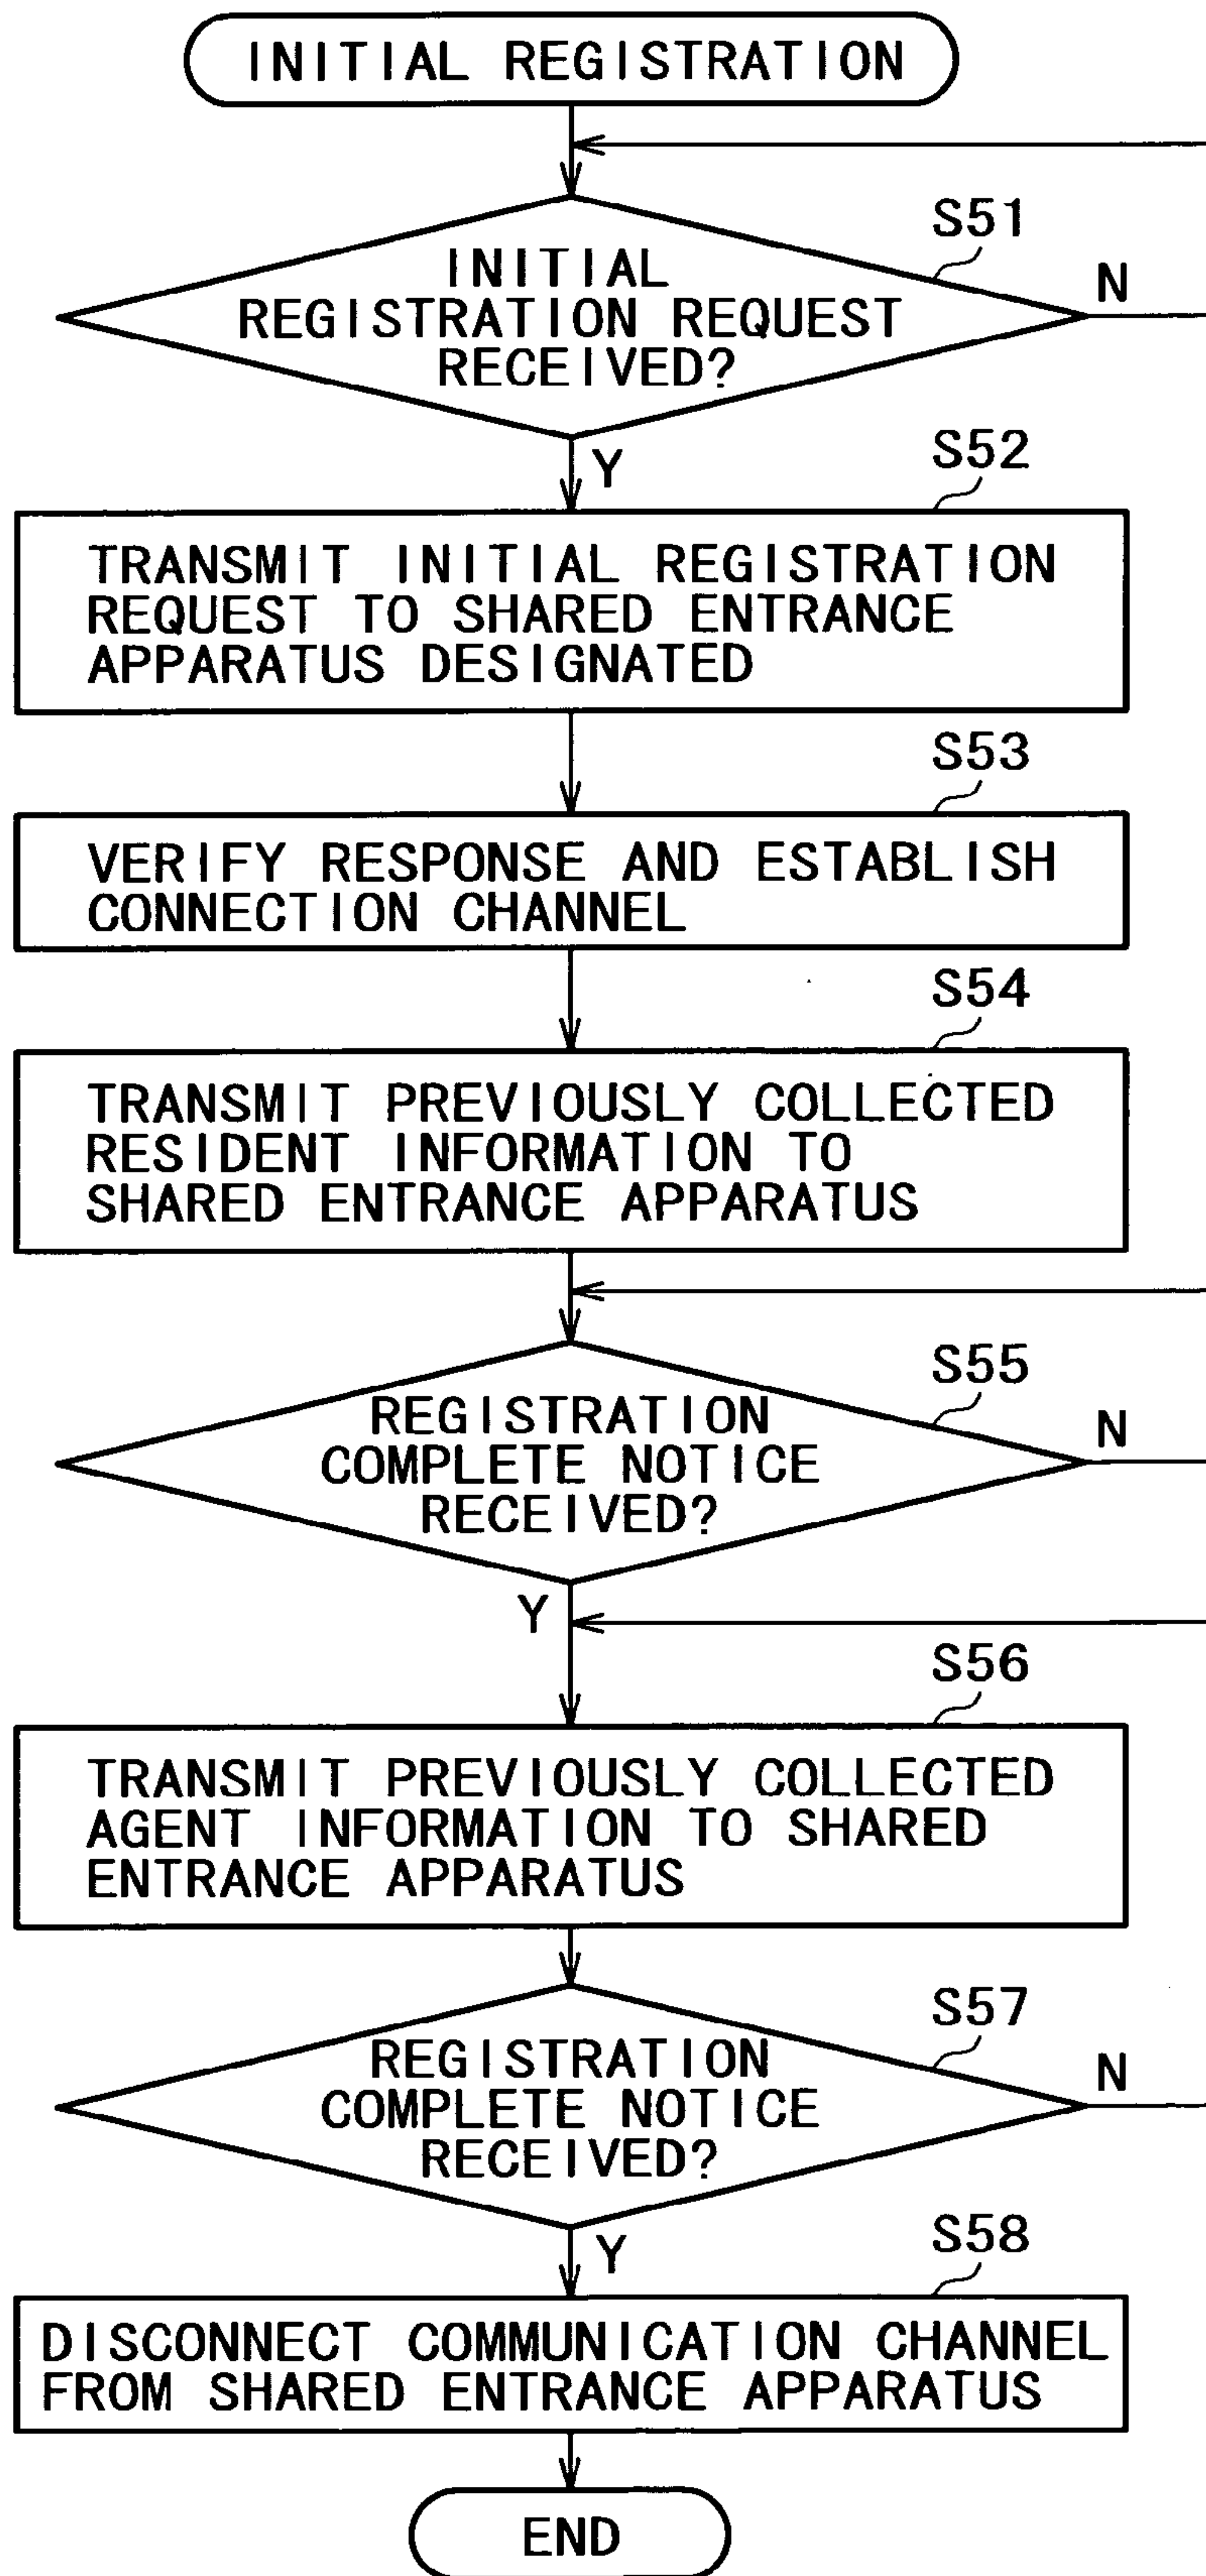 INITIAL REGISTRATION
S51
INITIAL
REGISTRATION REQUEST
RECEIVED?
N
Y
S52
TRANSMIT INITIAL REGISTRATION
REQUEST TO SHARED ENTRANCE
APPARATUS DESIGNATED
S53
VERIFY RESPONSE AND ESTABLISH
CONNECTION CHANNEL
S54
TRANSMIT PREVIOUSLY COLLECTED
RESIDENT INFORMATION TO
SHARED ENTRANCE APPARATUS
S55
REGISTRATION
COMPLETE NOTICE
RECEIVED?
N
Y
S56
TRANSMIT PREVIOUSLY COLLECTED
AGENT INFORMATION TO SHARED
ENTRANCE APPARATUS
S57
REGISTRATION
COMPLETE NOTICE
RECEIVED?
N
Y
S58
DISCONNECT COMMUNICATION CHANNEL
FROM SHARED ENTRANCE APPARATUS
END